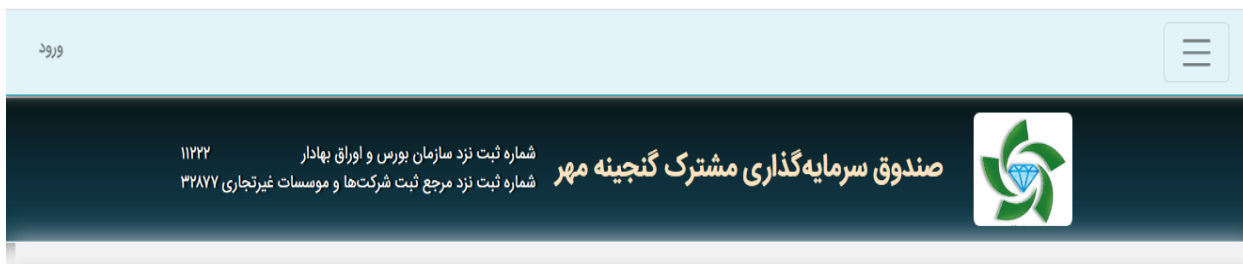 ورود
صندوق سرمایه‌گذاری مشترک گنجینه مهر
شماره ثبت نزد سازمان بورس و اوراق بهادار ۱۱۲۲۲
شماره ثبت نزد مرجع ثبت شرکت‌ها و موسسات غیرتجاری ۳۲۸۷۷